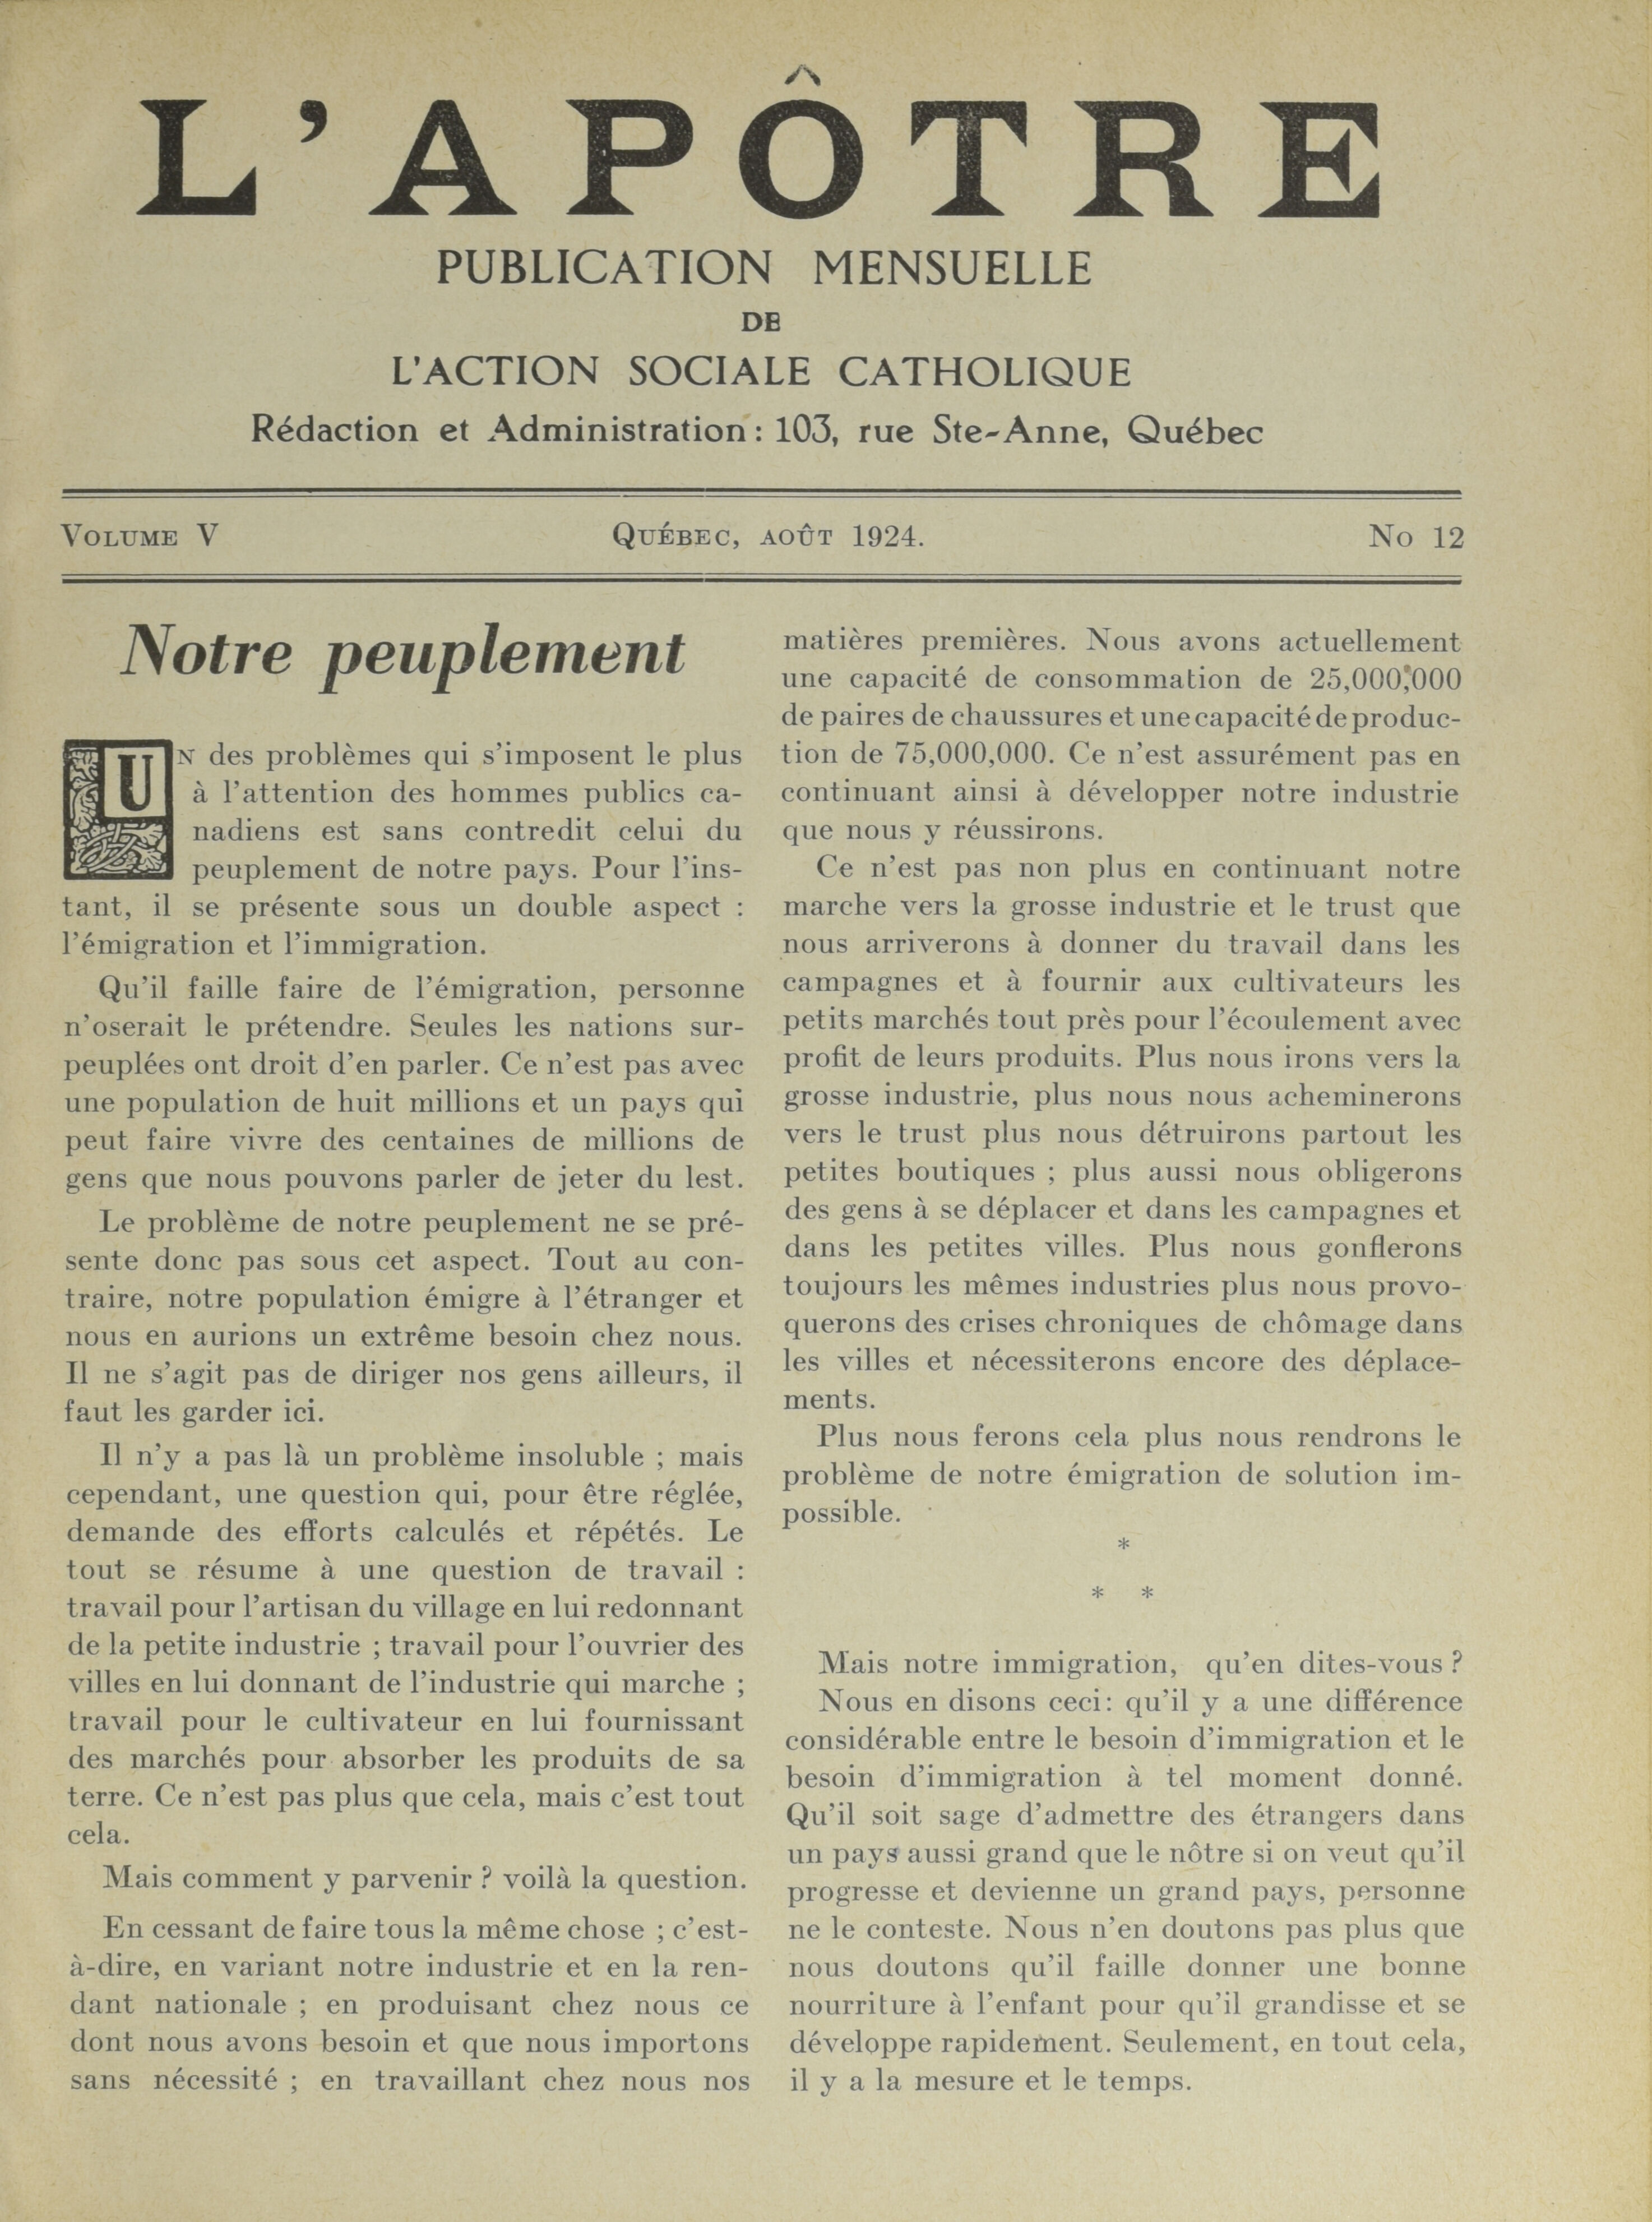 L'APÔTRE
PUBLICATION MENSUELLE
DE
L'ACTION SOCIALE CATHOLIQUE
Rédaction et Administration : 103, rue Ste-Anne, Québec
VOLUME V QUÉBEC, AOÛT 1924. No 12
Notre peuplement
UN des problèmes qui s'imposent le plus
à l'attention des hommes publics ca-
nadiens est sans contredit celui du
peuplement de notre pays. Pour l'ins-
tant, il se présente sous un double aspect :
l'émigration et l'immigration.
Qu'il faille faire de l'émigration, personne
n'oserait le prétendre. Seules les nations sur-
peuplées ont droit d'en parler. Ce n'est pas avec
une population de huit millions et un pays qui
peut faire vivre des centaines de millions de
gens que nous pouvons parler de jeter du lest.
Le problème de notre peuplement ne se pré-
sente donc pas sous cet aspect. Tout au con-
traire, notre population émigre à l'étranger et
nous en aurions un extrême besoin chez nous.
Il ne s'agit pas de diriger nos gens ailleurs, il
faut les garder ici.
Il n'y a pas là un problème insoluble ; mais
cependant, une question qui, pour être réglée,
demande des efforts calculés et répétés. Le
tout se résume à une question de travail :
travail pour l'artisan du village en lui redonnant
de la petite industrie ; travail pour l'ouvrier des
villes en lui donnant de l'industrie qui marche ;
travail pour le cultivateur en lui fournissant
des marchés pour absorber les produits de sa
terre. Ce n'est pas plus que cela, mais c'est tout
cela.
Mais comment y parvenir ? voilà la question.
En cessant de faire tous la même chose ; c'est-
à-dire, en variant notre industrie et en la ren-
dant nationale ; en produisant chez nous ce
dont nous avons besoin et que nous importons
sans nécessité ; en travaillant chez nous nos
matières premières. Nous avons actuellement
une capacité de consommation de 25,000,000
de paires de chaussures et une capacité de produc-
tion de 75,000,000. Ce n'est assurément pas en
continuant ainsi à développer notre industrie
que nous y réussirons.
Ce n'est pas non plus en continuant notre
marche vers la grosse industrie et le trust que
nous arriverons à donner du travail dans les
campagnes et à fournir aux cultivateurs les
petits marchés tout près pour l'écoulement avec
profit de leurs produits. Plus nous irons vers la
grosse industrie, plus nous nous acheminerons
vers le trust plus nous détruirons partout les
petites boutiques ; plus aussi nous obligerons
des gens à se déplacer et dans les campagnes et
dans les petites villes. Plus nous gonflerons
toujours les mêmes industries plus nous provo-
querons des crises chroniques de chômage dans
les villes et nécessiterons encore des déplace-
ments.
Plus nous ferons cela plus nous rendrons le
problème de notre émigration de solution im-
possible.
*
* *
Mais notre immigration, qu'en dites-vous ?
Nous en disons ceci: qu'il y a une différence
considérable entre le besoin d'immigration et le
besoin d'immigration à tel moment donné.
Qu'il soit sage d'admettre des étrangers dans
un pays aussi grand que le nôtre si on veut qu'il
progresse et devienne un grand pays, personne
ne le conteste. Nous n'en doutons pas plus que
nous doutons qu'il faille donner une bonne
nourriture à l'enfant pour qu'il grandisse et se
développe rapidement. Seulement, en tout cela,
il y a la mesure et le temps.